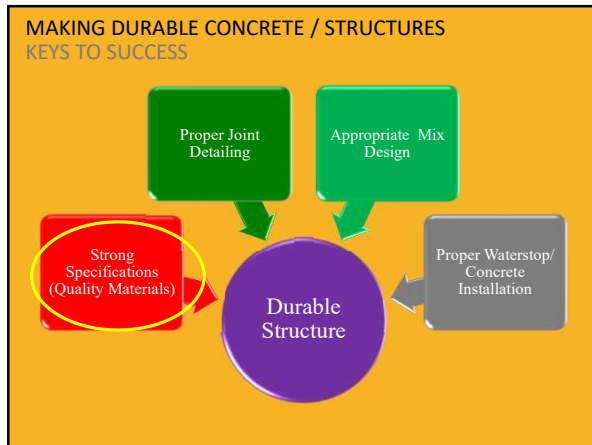 MAKING DURABLE CONCRETE / STRUCTURES
KEYS TO SUCCESS
Proper Joint
Detailing
Appropriate Mix
Design
Strong
Specifications
(Quality Materials)
Proper Waterstop/
Concrete
Installation
Durable
Structure